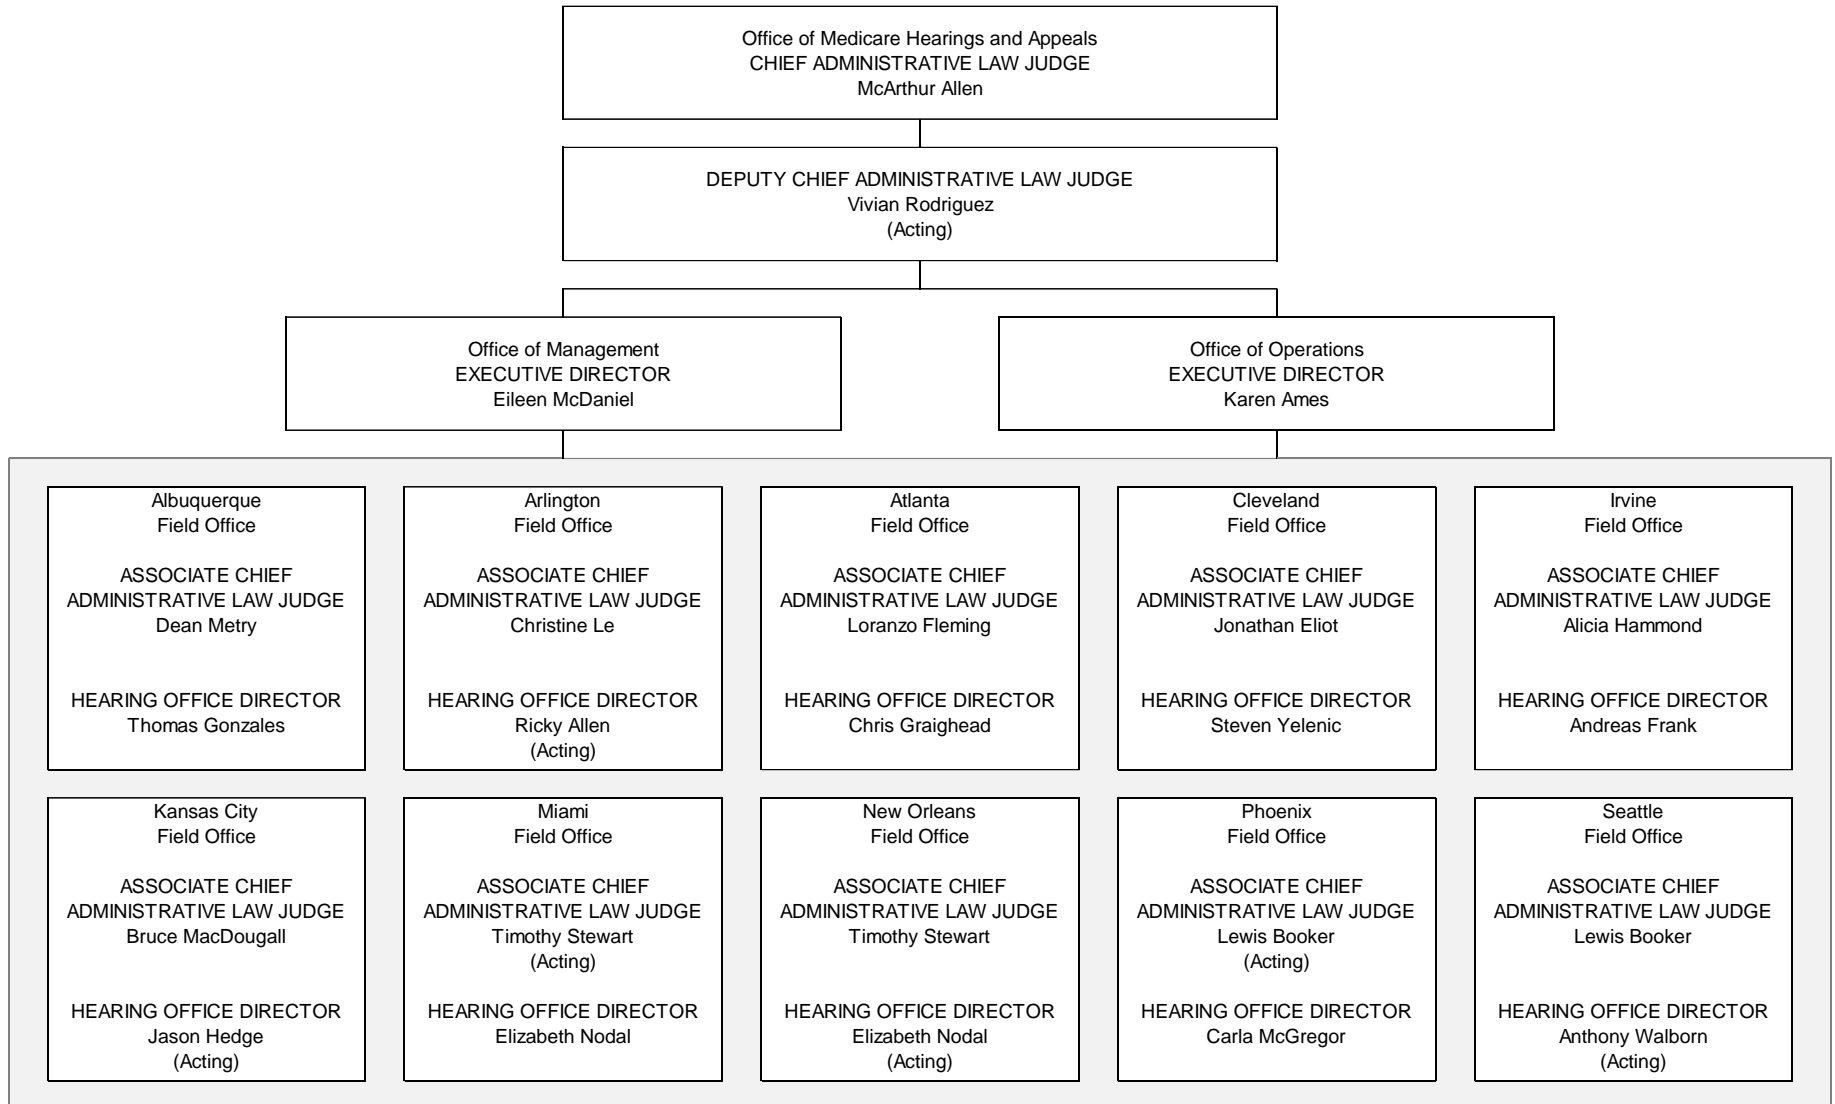 Office of Medicare Hearings and Appeals
CHIEF ADMINISTRATIVE LAW JUDGE
McArthur Allen
DEPUTY CHIEF ADMINISTRATIVE LAW JUDGE
Vivian Rodriguez
(Acting)
Office of Management
EXECUTIVE DIRECTOR
Eileen McDaniel
Office of Operations
EXECUTIVE DIRECTOR
Karen Ames
Albuquerque
Field Office
ASSOCIATE CHIEF
ADMINISTRATIVE LAW JUDGE
Dean Metry
HEARING OFFICE DIRECTOR
Thomas Gonzales
Arlington
Field Office
ASSOCIATE CHIEF
ADMINISTRATIVE LAW JUDGE
Christine Le
HEARING OFFICE DIRECTOR
Ricky Allen
(Acting)
Atlanta
Field Office
ASSOCIATE CHIEF
ADMINISTRATIVE LAW JUDGE
Loranzo Fleming
HEARING OFFICE DIRECTOR
Chris Graighead
Cleveland
Field Office
ASSOCIATE CHIEF
ADMINISTRATIVE LAW JUDGE
Jonathan Eliot
HEARING OFFICE DIRECTOR
Steven Yelenic
Irvine
Field Office
ASSOCIATE CHIEF
ADMINISTRATIVE LAW JUDGE
Alicia Hammond
HEARING OFFICE DIRECTOR
Andreas Frank
Kansas City
Field Office
ASSOCIATE CHIEF
ADMINISTRATIVE LAW JUDGE
Bruce MacDougall
HEARING OFFICE DIRECTOR
Jason Hedge
(Acting)
Miami
Field Office
ASSOCIATE CHIEF
ADMINISTRATIVE LAW JUDGE
Timothy Stewart
(Acting)
HEARING OFFICE DIRECTOR
Elizabeth Nodal
New Orleans
Field Office
ASSOCIATE CHIEF
ADMINISTRATIVE LAW JUDGE
Timothy Stewart
HEARING OFFICE DIRECTOR
Elizabeth Nodal
(Acting)
Phoenix
Field Office
ASSOCIATE CHIEF
ADMINISTRATIVE LAW JUDGE
Lewis Booker
(Acting)
HEARING OFFICE DIRECTOR
Carla McGregor
Seattle
Field Office
ASSOCIATE CHIEF
ADMINISTRATIVE LAW JUDGE
Lewis Booker
HEARING OFFICE DIRECTOR
Anthony Walborn
(Acting)